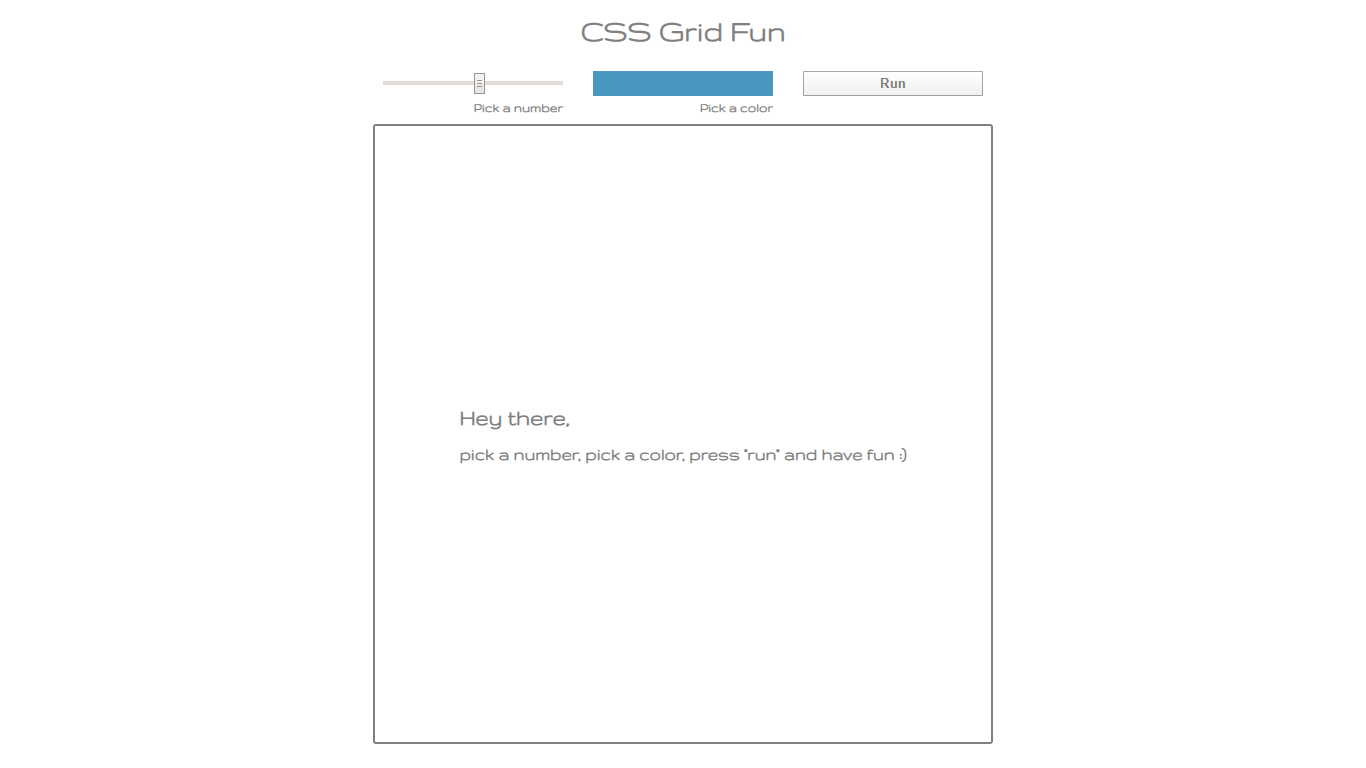 CSS Grid Fun
Run
Pick a number
Pick a color
Hey there,
pick a number, pick a color, press "run" and have fun :)